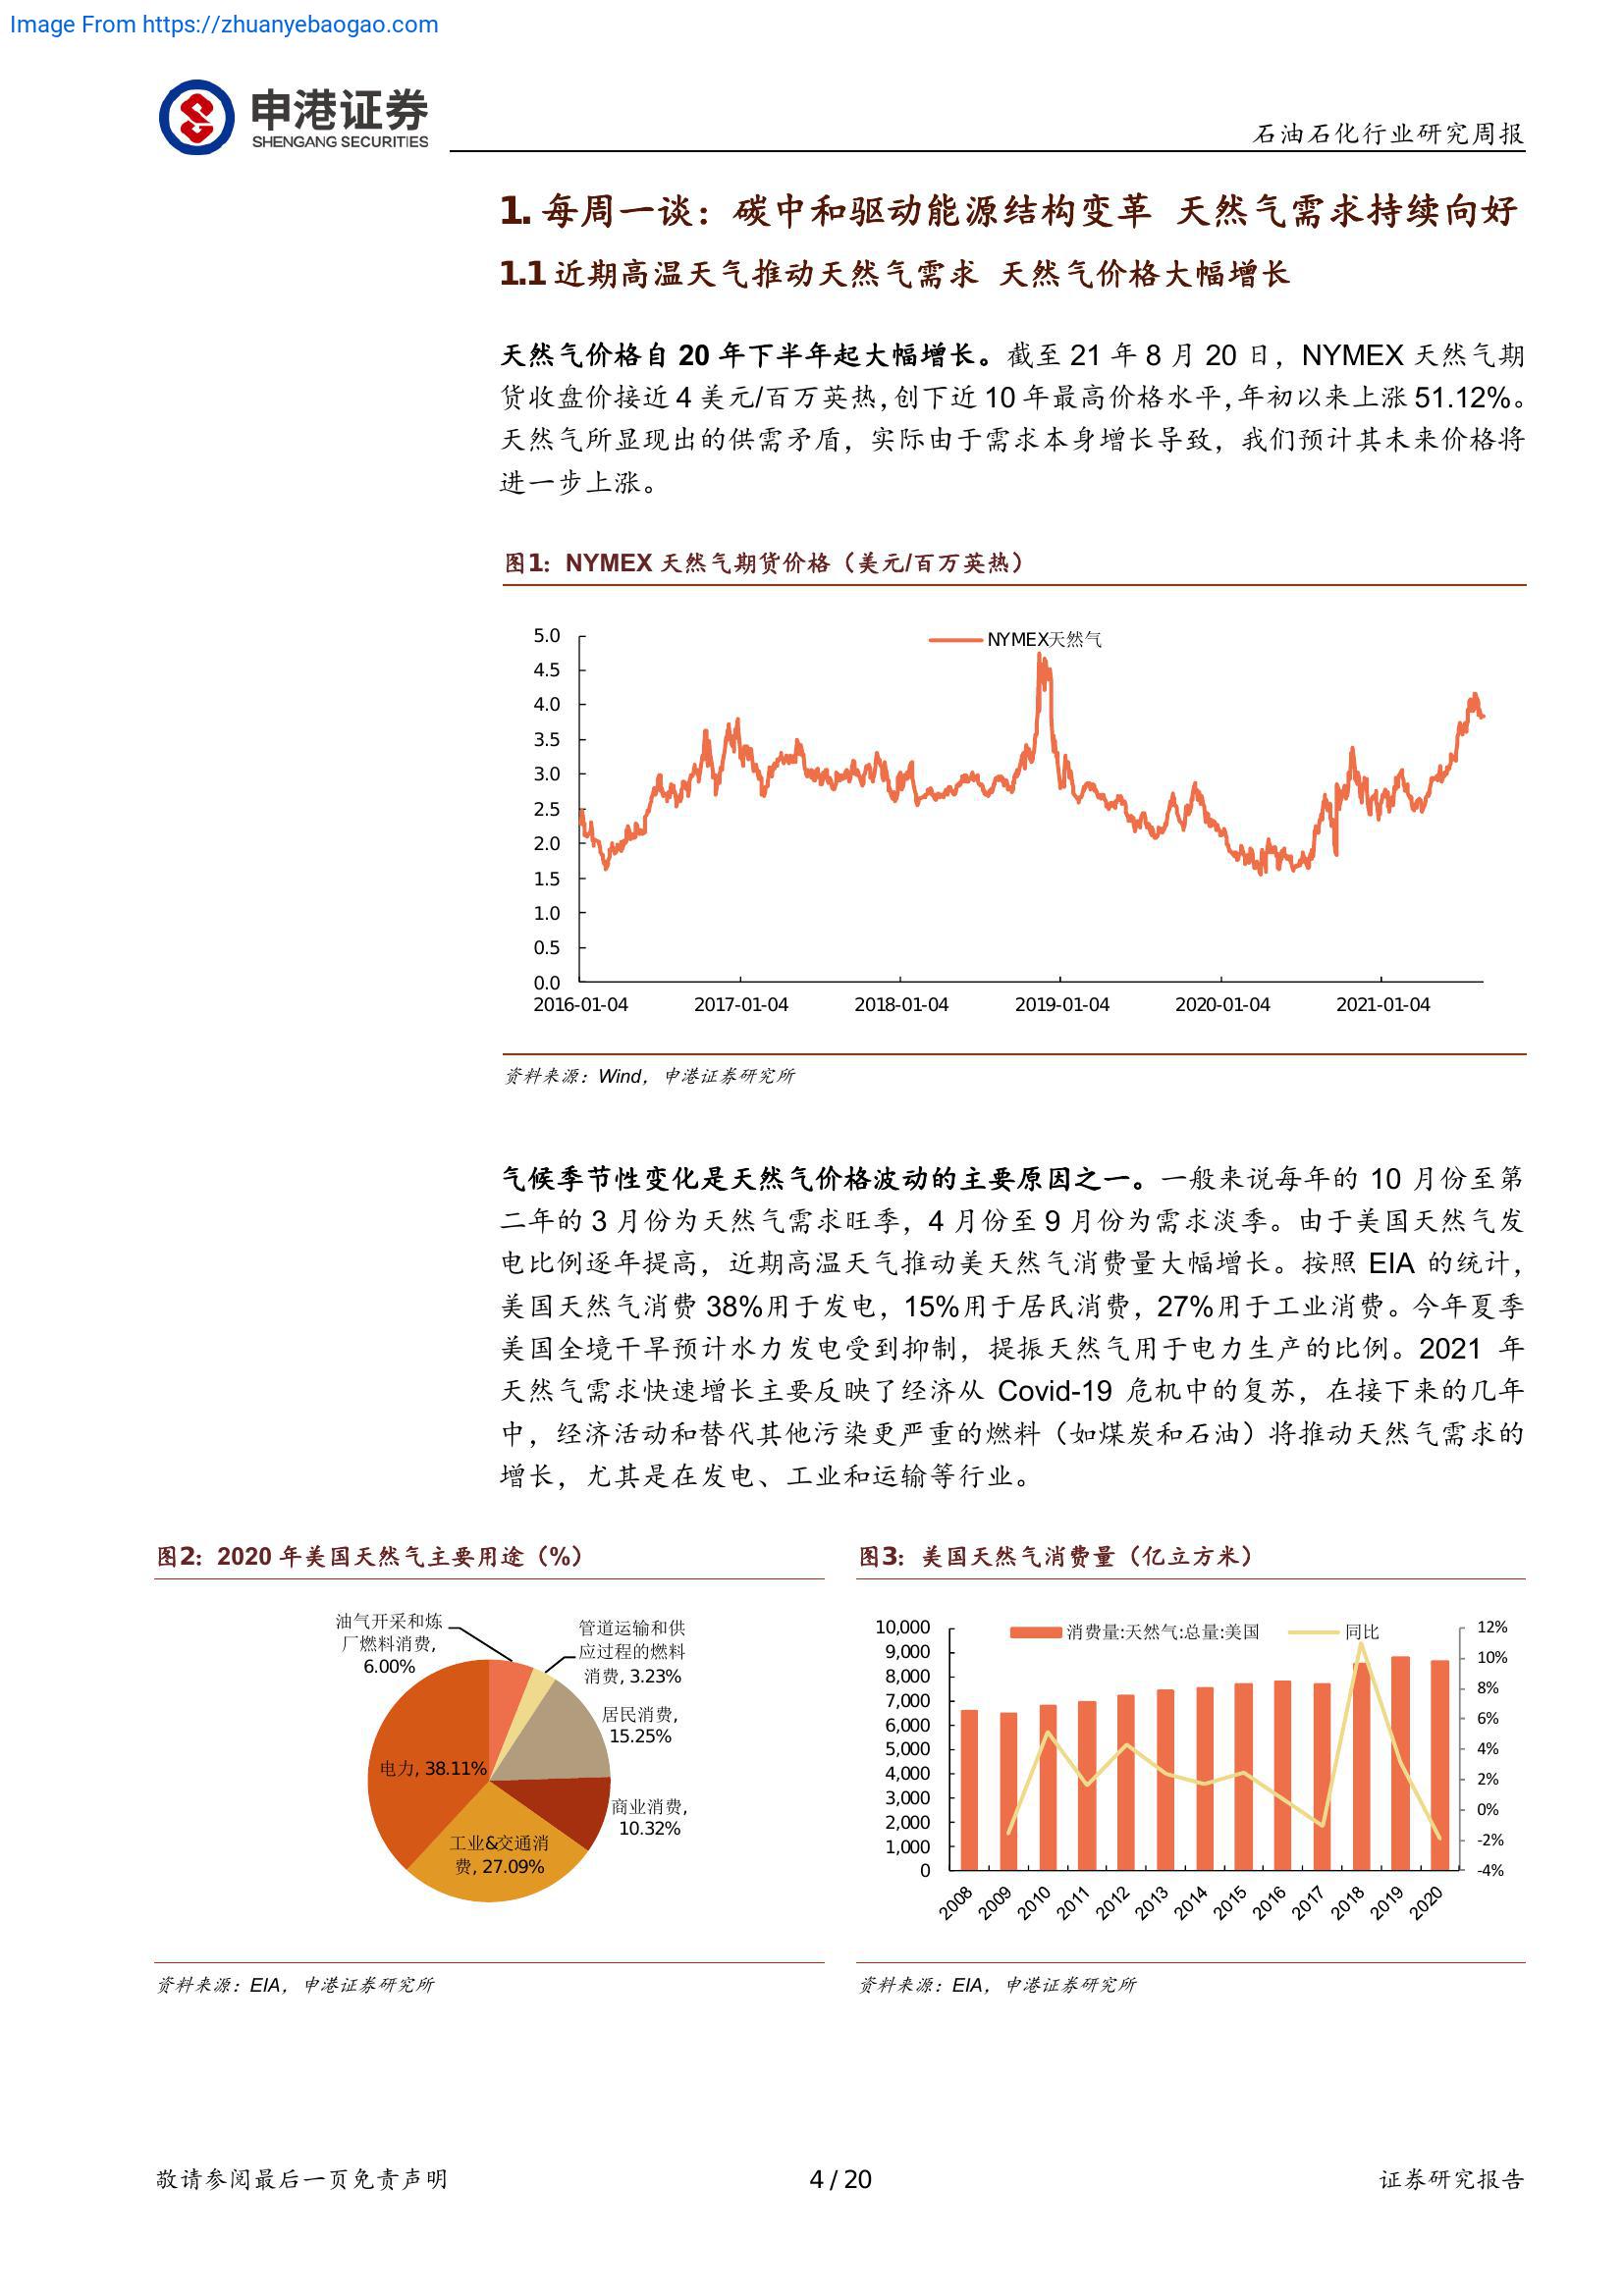 Image From https://zhuanyebaogao.com
申港证券
SHENGANG SECURITIES
石油石化行业研究周报
1. 每周一谈：碳中和驱动能源结构变革 天然气需求持续向好
1.1 近期高温天气推动天然气需求 天然气价格大幅增长
天然气价格自 20 年下半年起大幅增长。截至 21 年 8 月 20 日，NYMEX 天然气期
货收盘价接近 4 美元/百万英热，创下近 10 年最高价格水平，年初以来上涨 51.12%。
天然气所显现出的供需矛盾，实际由于需求本身增长导致，我们预计其未来价格将
进一步上涨。
图1：NYMEX 天然气期货价格（美元/百万英热）
NYMEX天然气
5.0
4.5
4.0
3.5
3.0
2.5
2.0
1.5
1.0
0.5
0.0
2016-01-04 2017-01-04 2018-01-04 2019-01-04 2020-01-04 2021-01-04
资料来源：Wind，申港证券研究所
气候季节性变化是天然气价格波动的主要原因之一。一般来说每年的 10 月份至第
二年的 3 月份为天然气需求旺季，4 月份至 9 月份为需求淡季。由于美国天然气发
电比例逐年提高，近期高温天气推动美天然气消费量大幅增长。按照 EIA 的统计，
美国天然气消费 38%用于发电，15%用于居民消费，27%用于工业消费。今年夏季
美国全境干旱预计水力发电受到抑制，提振天然气用于电力生产的比例。2021 年
天然气需求快速增长主要反映了经济从 Covid-19 危机中的复苏，在接下来的几年
中，经济活动和替代其他污染更严重的燃料（如煤炭和石油）将推动天然气需求的
增长，尤其是在发电、工业和运输等行业。
图2：2020 年美国天然气主要用途（%）
油气开采和炼
厂燃料消费,
6.00%
管道运输和供
应过程的燃料
消费, 3.23%
居民消费,
15.25%
电力, 38.11%
商业消费,
10.32%
工业&交通消
费, 27.09%
资料来源：EIA，申港证券研究所
图3：美国天然气消费量（亿立方米）
消费量:天然气:总量:美国 同比
10,000
9,000
8,000
7,000
6,000
5,000
4,000
3,000
2,000
1,000
0
12%
10%
8%
6%
4%
2%
0%
-2%
-4%
2008 2009 2010 2011 2012 2013 2014 2015 2016 2017 2018 2019 2020
资料来源：EIA，申港证券研究所
敬请参阅最后一页免责声明
4 / 20
证券研究报告